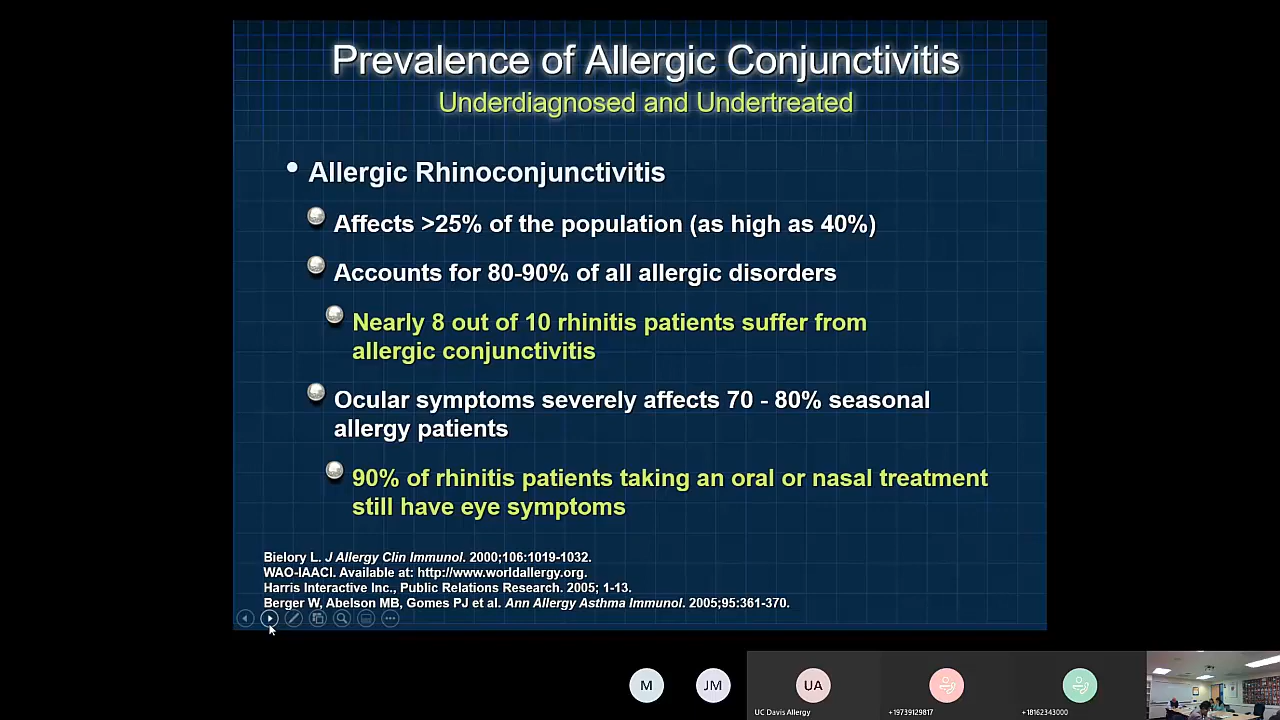 Prevalence of Allergic Conjunctivitis
Underdiagnosed and Undertreated
• Allergic Rhinoconjunctivitis
Affects >25% of the population (as high as 40%)
Accounts for 80-90% of all allergic disorders
Nearly 8 out of 10 rhinitis patients suffer from
allergic conjunctivitis
Ocular symptoms severely affects 70 - 80% seasonal
allergy patients
90% of rhinitis patients taking an oral or nasal treatment
still have eye symptoms
Bielory L. J Allergy Clin Immunol. 2000;106:1019-1032.
WAO-IAACI. Available at: http://www.worldallergy.org.
Harris Interactive Inc., Public Relations Research. 2005; 1-13.
Berger W, Abelson MB, Gomes PJ et al. Ann Allergy Asthma Immunol. 2005;95:361-370.
M
JM
UA
UC Davis Allergy
+19739129817
+18162343000